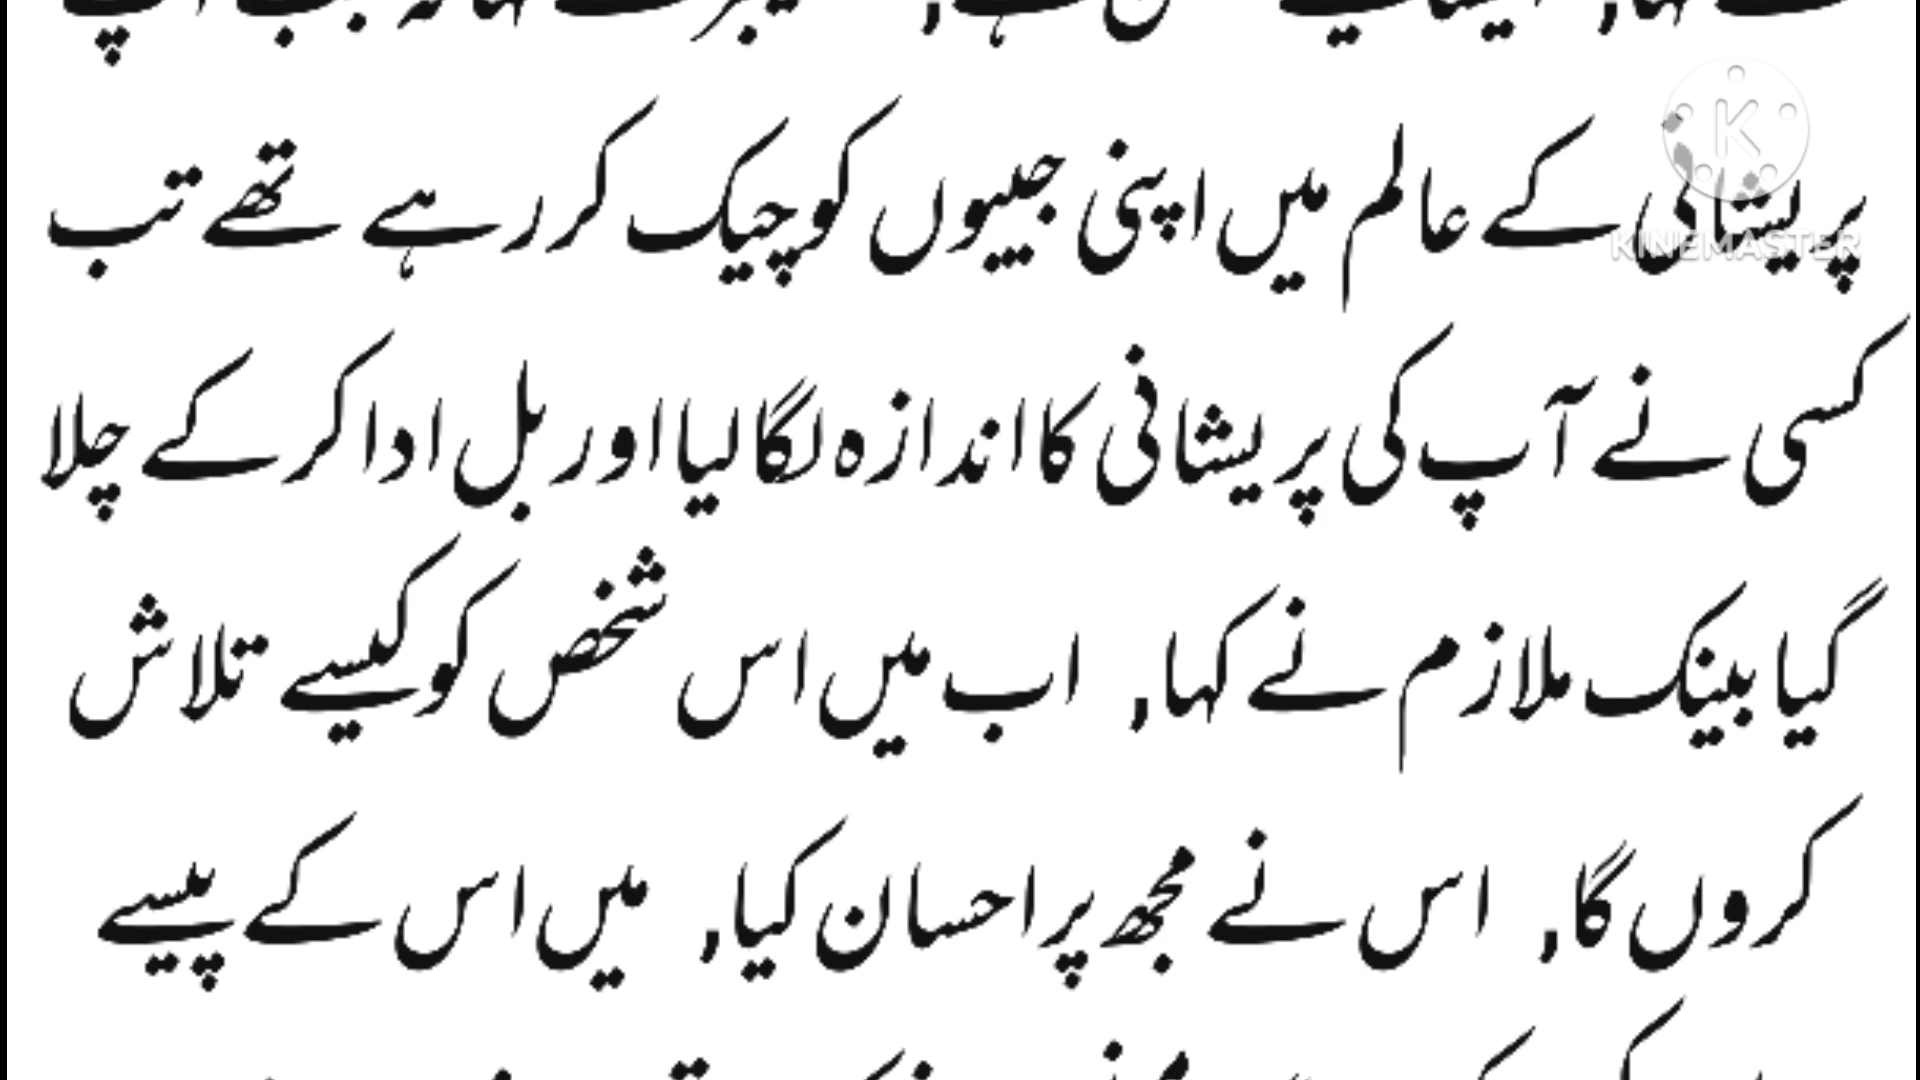 پریشانی کے عالم میں اپنی جیبوں کو چیک کر رہے تھے تب
کسی نے آپ کی پریشانی کا اندازہ لگا لیا اور بل ادا کر کے چلا
گیا بینک ملازم نے کہا, اب میں اس شخص کو کیسے تلاش
کروں گا, اس نے مجھ پر احسان کیا, میں اس کے پیسے
KINEMASTER